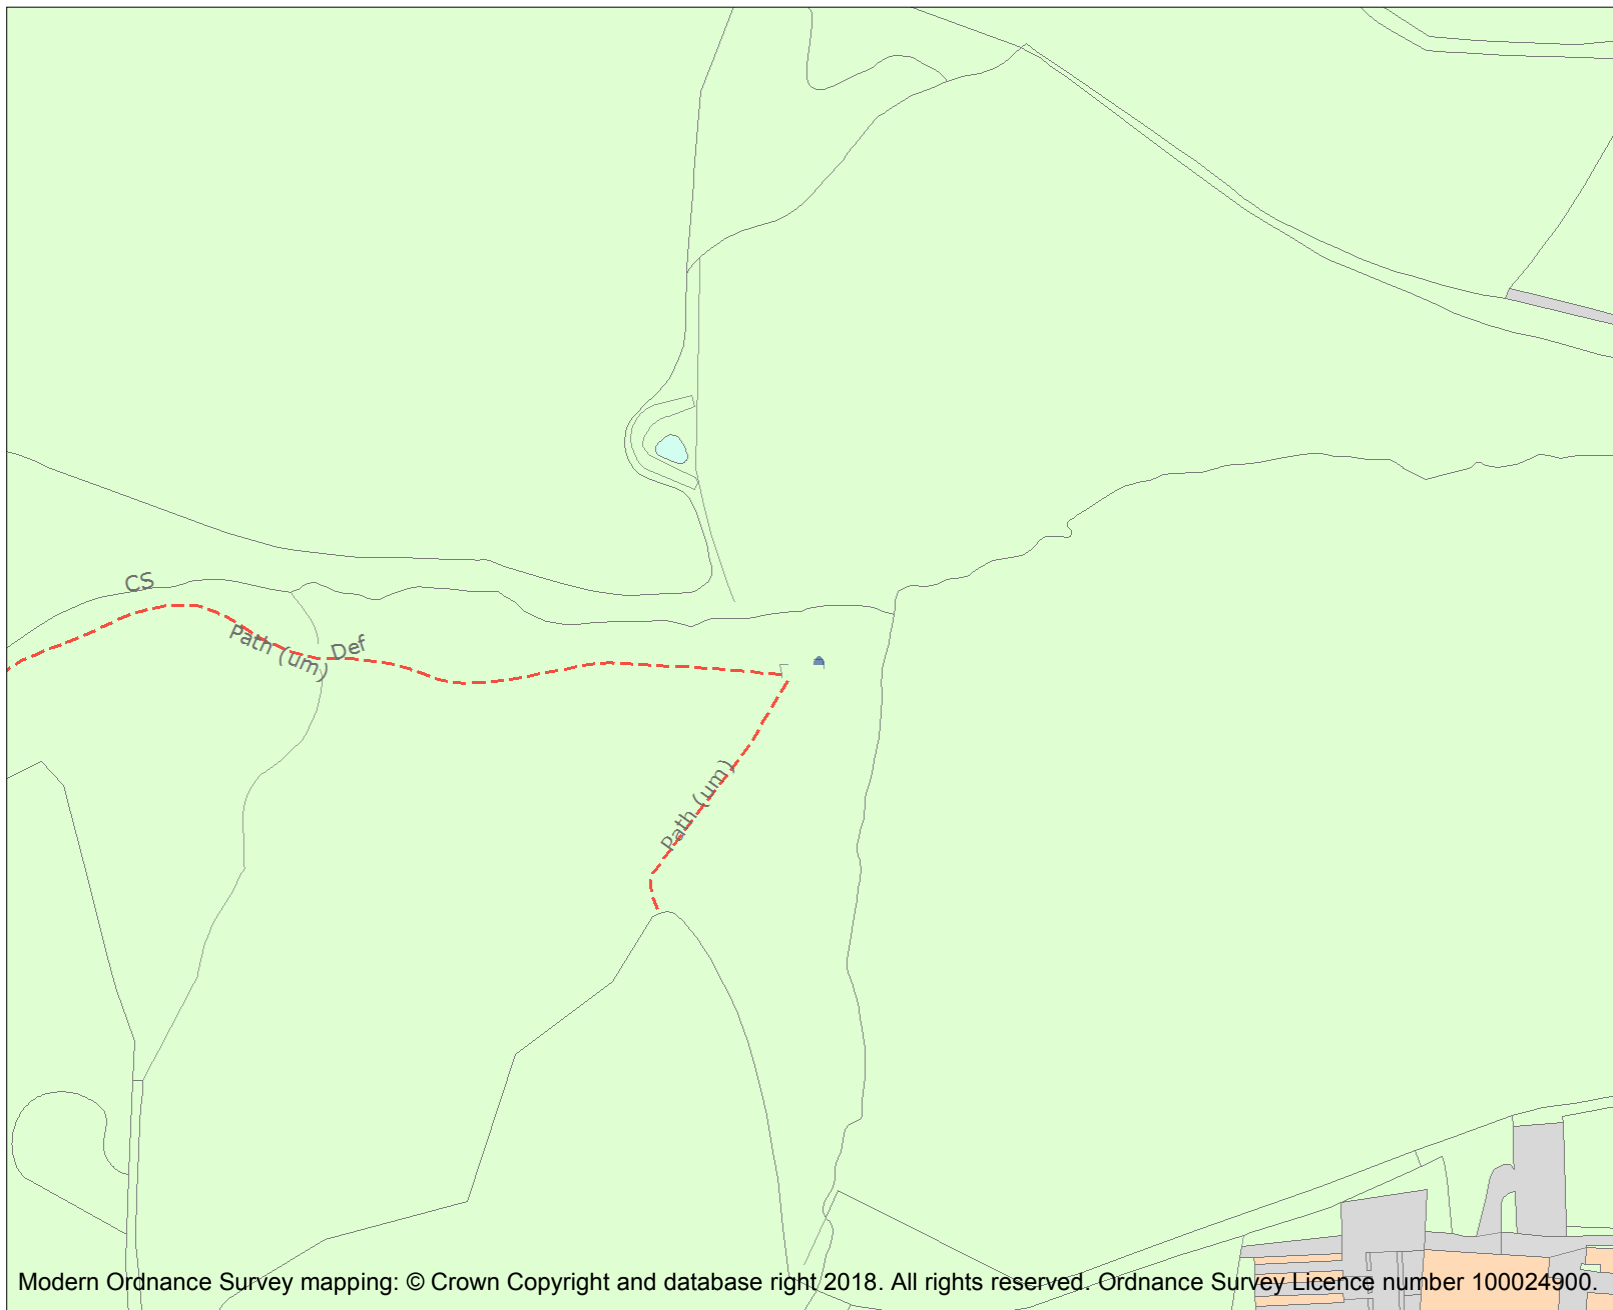 CS
Path (um)
Def
Path (um)
Modern Ordnance Survey mapping: © Crown Copyright and database right 2018. All rights reserved. Ordnance Survey Licence number 100024900.